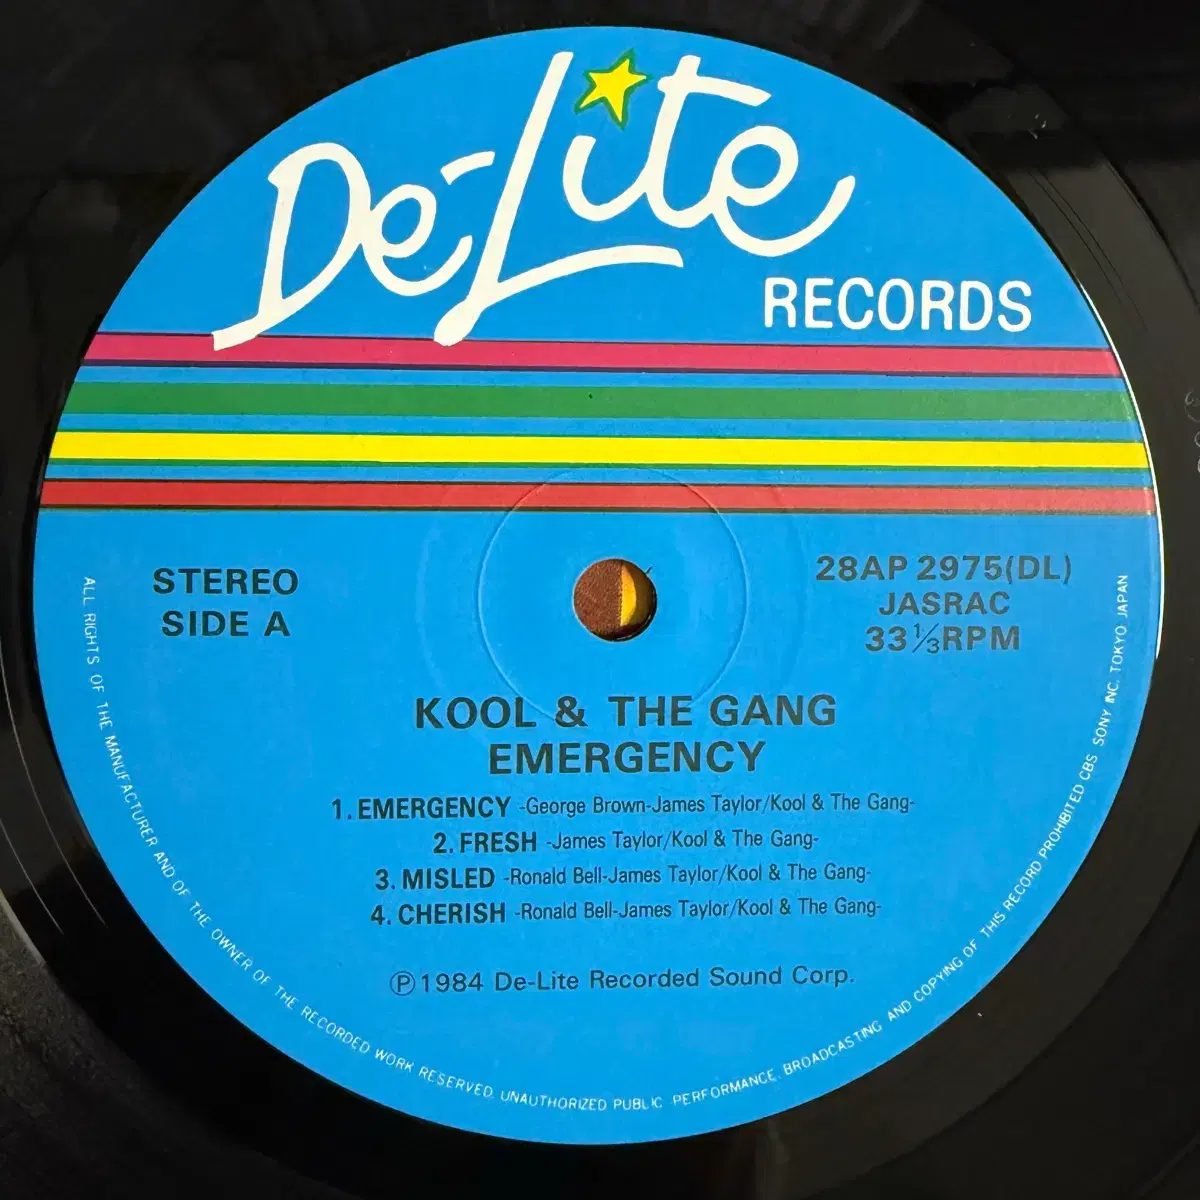 De-Lite
RECORDS
STEREO
SIDE A
28AP 2975(DL)
JASRAC
33 1/3 RPM
KOOL & THE GANG
EMERGENCY
1. EMERGENCY -George Brown-James Taylor/Kool & The Gang-
2. FRESH -James Taylor/Kool & The Gang-
3. MISLED -Ronald Bell-James Taylor/Kool & The Gang-
4. CHERISH -Ronald Bell-James Taylor/Kool & The Gang-
Ⓟ 1984 De-Lite Recorded Sound Corp.
ALL RIGHTS OF THE MANUFACTURER AND OF THE OWNER OF THE RECORDED WORK RESERVED. UNAUTHORIZED PUBLIC PERFORMANCE, BROADCASTING AND COPYING OF THIS RECORD PROHIBITED CBS SONY INC. TOKYO JAPAN